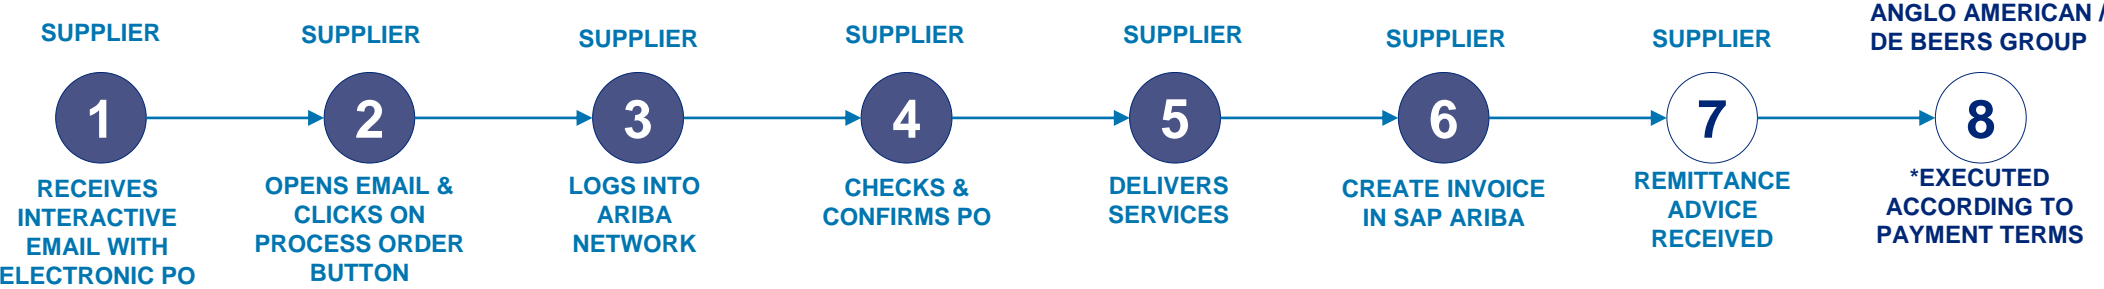 SUPPLIER
1
RECEIVES
INTERACTIVE
EMAIL WITH
ELECTRONIC PO
SUPPLIER
2
OPENS EMAIL &
CLICKS ON
PROCESS ORDER
BUTTON
SUPPLIER
3
LOGS INTO
ARIBA
NETWORK
SUPPLIER
4
CHECKS &
CONFIRMS PO
SUPPLIER
5
DELIVERS
SERVICES
SUPPLIER
6
CREATE INVOICE
IN SAP ARIBA
SUPPLIER
7
REMITTANCE
ADVICE
RECEIVED
ANGLO AMERICAN /
DE BEERS GROUP
8
*EXECUTED
ACCORDING TO
PAYMENT TERMS